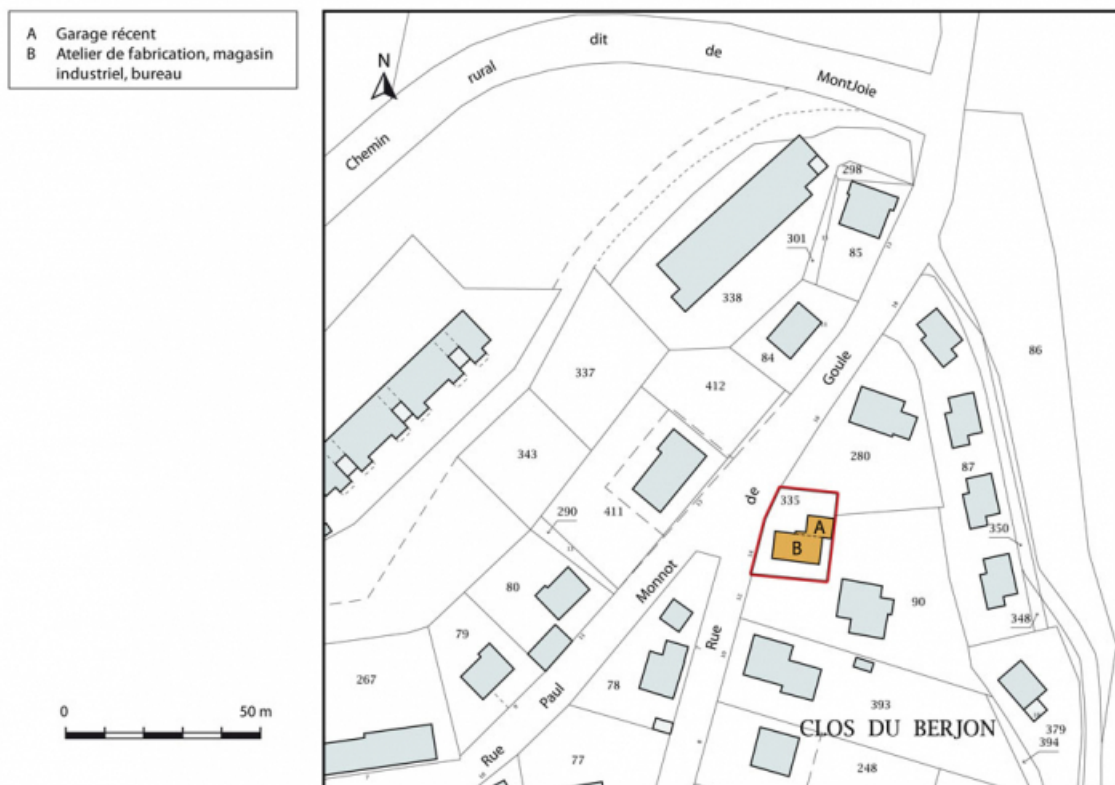 A Garage récent
B Atelier de fabrication, magasin
industriel, bureau
N
Chemin rural dit de MontJoie
298
301
85
338
84
86
337
412
Rue de Goule
280
343
87
335
A
B
290
411
350
80
Rue Paul Monnot
90
348
79
267
78
393
379
CLOS DU BERJON
394
77
248
0 50 m